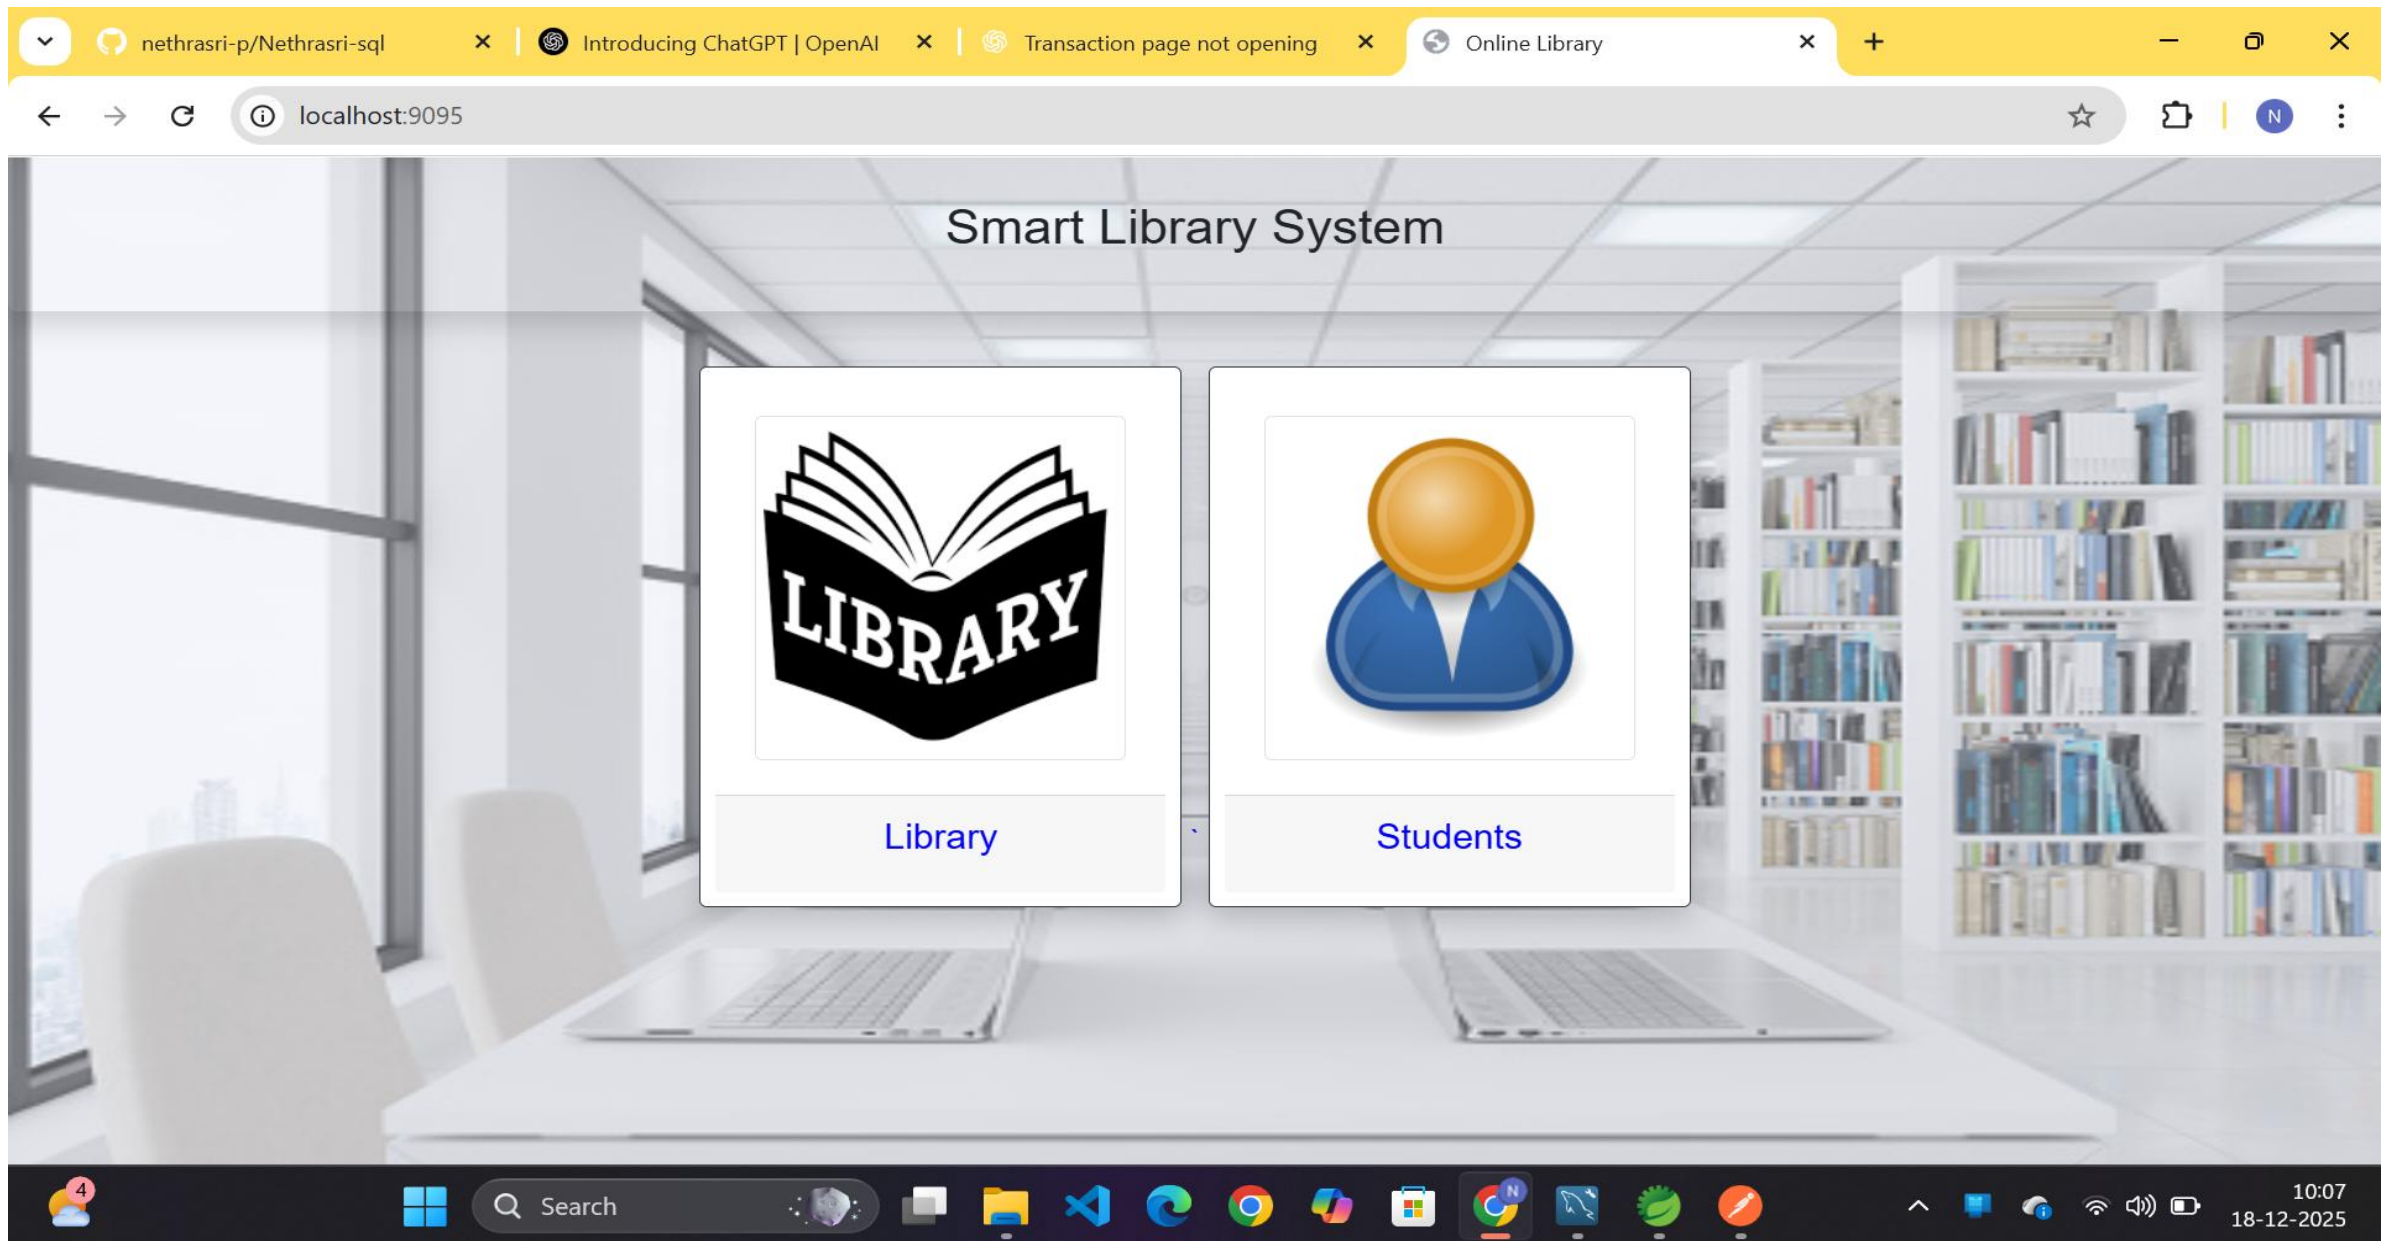 nethrasri-p/Nethrasri-sql
Introducing ChatGPT | OpenAI
Transaction page not opening
Online Library
localhost:9095
N
Smart Library System
LIBRARY
Library
`
Students
4
Search
N
10:07
18-12-2025